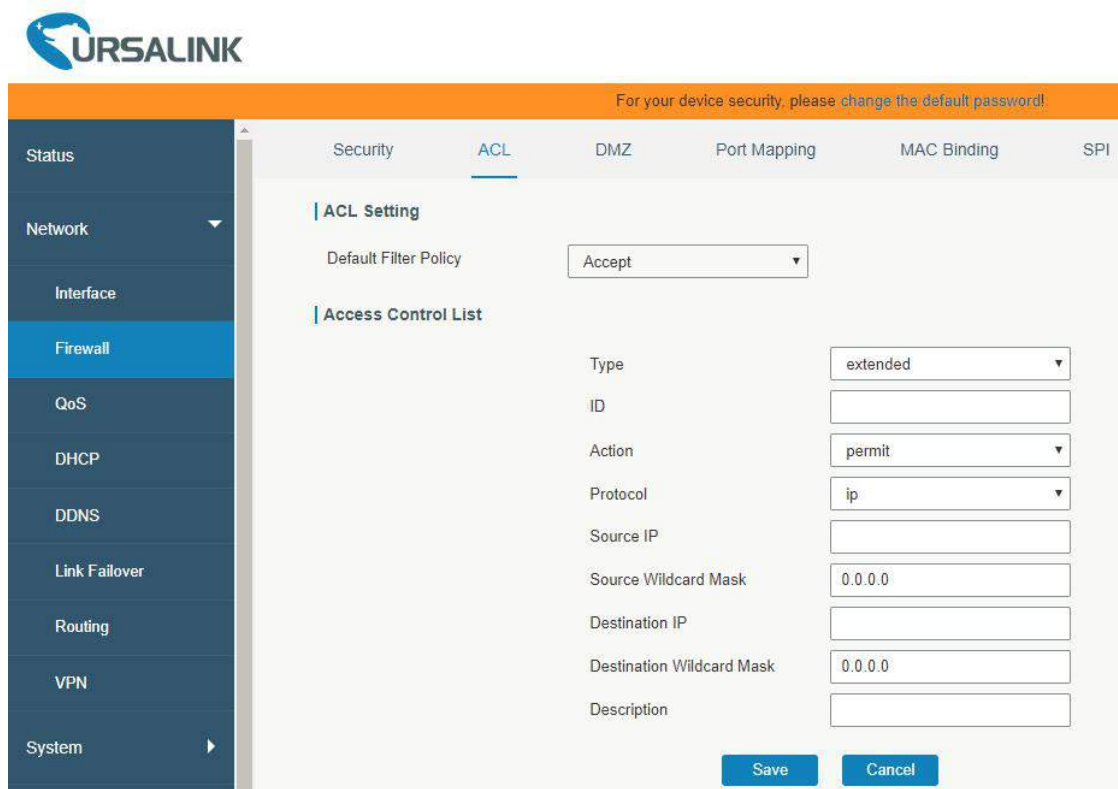 URSALINK
For your device security, please change the default password!
Status
Network
Interface
Firewall
QoS
DHCP
DDNS
Link Failover
Routing
VPN
System
Security ACL DMZ Port Mapping MAC Binding SPI
ACL Setting
Default Filter Policy Accept
Access Control List
Type extended
ID
Action permit
Protocol ip
Source IP
Source Wildcard Mask 0.0.0.0
Destination IP
Destination Wildcard Mask 0.0.0.0
Description
Save Cancel